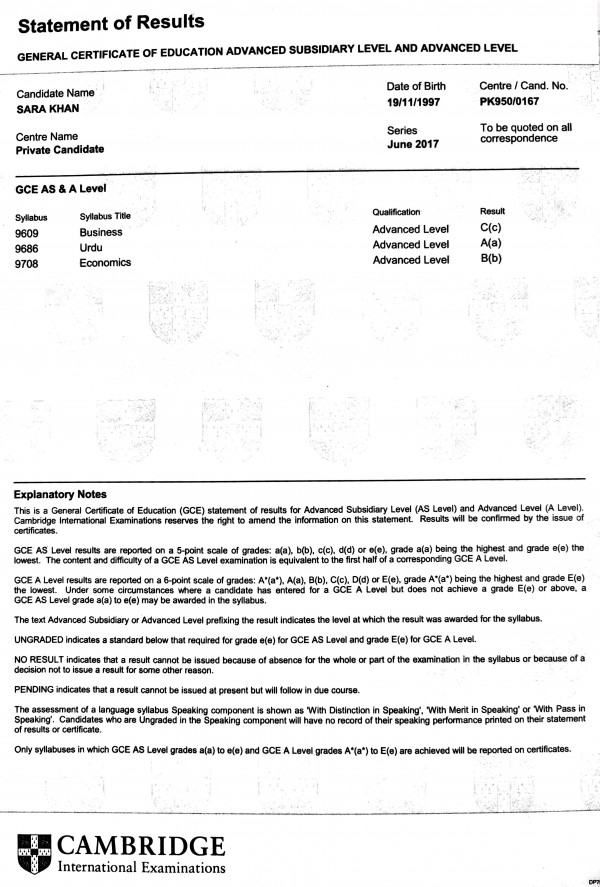 Statement of Results
GENERAL CERTIFICATE OF EDUCATION ADVANCED SUBSIDIARY LEVEL AND ADVANCED LEVEL
Candidate Name
SARA KHAN
Date of Birth
19/11/1997
Centre / Cand. No.
PK950/0167
Centre Name
Private Candidate
Series
June 2017
To be quoted on all
correspondence
GCE AS & A Level
Syllabus Syllabus Title Qualification Result
9609 Business Advanced Level C(c)
9686 Urdu Advanced Level A(a)
9708 Economics Advanced Level B(b)
Explanatory Notes
This is a General Certificate of Education (GCE) statement of results for Advanced Subsidiary Level (AS Level) and Advanced Level (A Level).
Cambridge International Examinations reserves the right to amend the information on this statement. Results will be confirmed by the issue of
certificates.
GCE AS Level results are reported on a 5-point scale of grades: a(a), b(b), c(c), d(d) or e(e), grade a(a) being the highest and grade e(e) the
lowest. The content and difficulty of a GCE AS Level examination is equivalent to the first half of a corresponding GCE A Level.
GCE A Level results are reported on a 6-point scale of grades: A*(a*), A(a), B(b), C(c), D(d) or E(e), grade A*(a*) being the highest and grade E(e)
the lowest. Under some circumstances where a candidate has entered for a GCE A Level but does not achieve a grade E(e) or above, a
GCE AS Level grade a(a) to e(e) may be awarded in the syllabus.
The text Advanced Subsidiary or Advanced Level prefixing the result indicates the level at which the result was awarded for the syllabus.
UNGRADED indicates a standard below that required for grade e(e) for GCE AS Level and grade E(e) for GCE A Level.
NO RESULT indicates that a result cannot be issued because of absence for the whole or part of the examination in the syllabus or because of a
decision not to issue a result for some other reason.
PENDING indicates that a result cannot be issued at present but will follow in due course.
The assessment of a language syllabus Speaking component is shown as 'With Distinction in Speaking', 'With Merit in Speaking' or 'With Pass in
Speaking'. Candidates who are Ungraded in the Speaking component will have no record of their speaking performance printed on their statement
of results or certificate.
Only syllabuses in which GCE AS Level grades a(a) to e(e) and GCE A Level grades A*(a*) to E(e) are achieved will be reported on certificates.
CAMBRIDGE
International Examinations